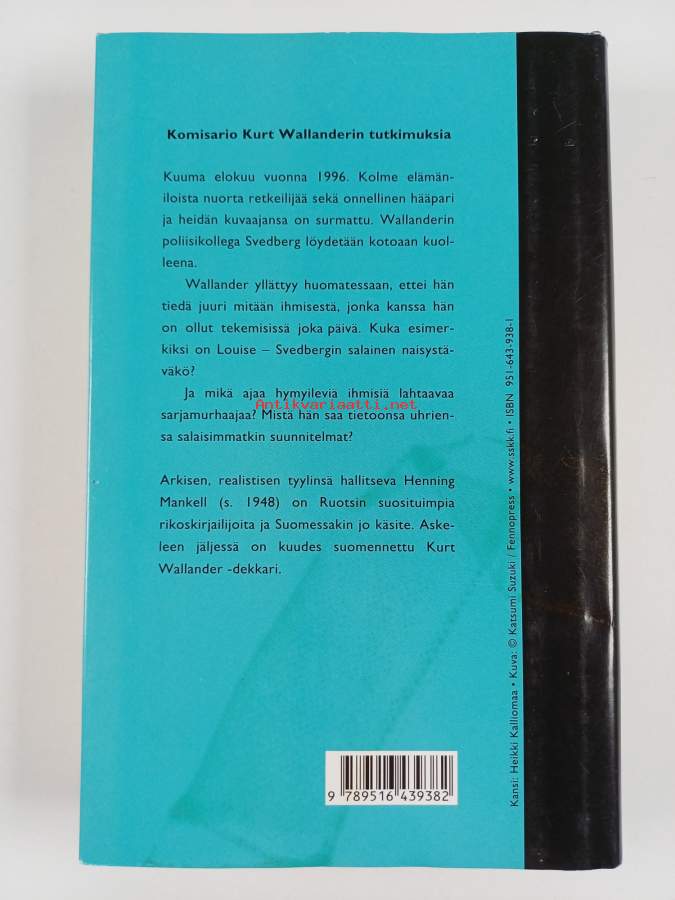 Komisario Kurt Wallanderin tutkimuksia
Kuuma elokuu vuonna 1996. Kolme elämän-
iloista nuorta retkeilijää sekä onnellinen hääpari
ja heidän kuvaajansa on surmattu. Wallanderin
poliisikollega Svedberg löydetään kotoaan kuol-
leena.
Wallander yllättyy huomatessaan, ettei hän
tiedä juuri mitään ihmisestä, jonka kanssa hän
on ollut tekemisissä joka päivä. Kuka esimer-
kiksi on Louise – Svedbergin salainen naisystä-
väkö?
Ja mikä ajaa hymyileviä ihmisiä lahtaavaa
sarjamurhaajaa? Mistä hän saa tietoonsa uhrien-
sa salaisimmatkin suunnitelmat?
Antikvariaatti.net
Arkisen, realistisen tyylinsä hallitseva Henning
Mankell (s. 1948) on Ruotsin suosituimpia
rikoskirjailijoita ja Suomessakin jo käsite. Aske-
leen jäljessä on kuudes suomennettu Kurt
Wallander -dekkari.
9 789516 439382
Kansi: Heikki Kalliomaa • Kuva: © Katsumi Suzuki / Fennopress • www.sskk.fi • ISBN 951-643-938-1